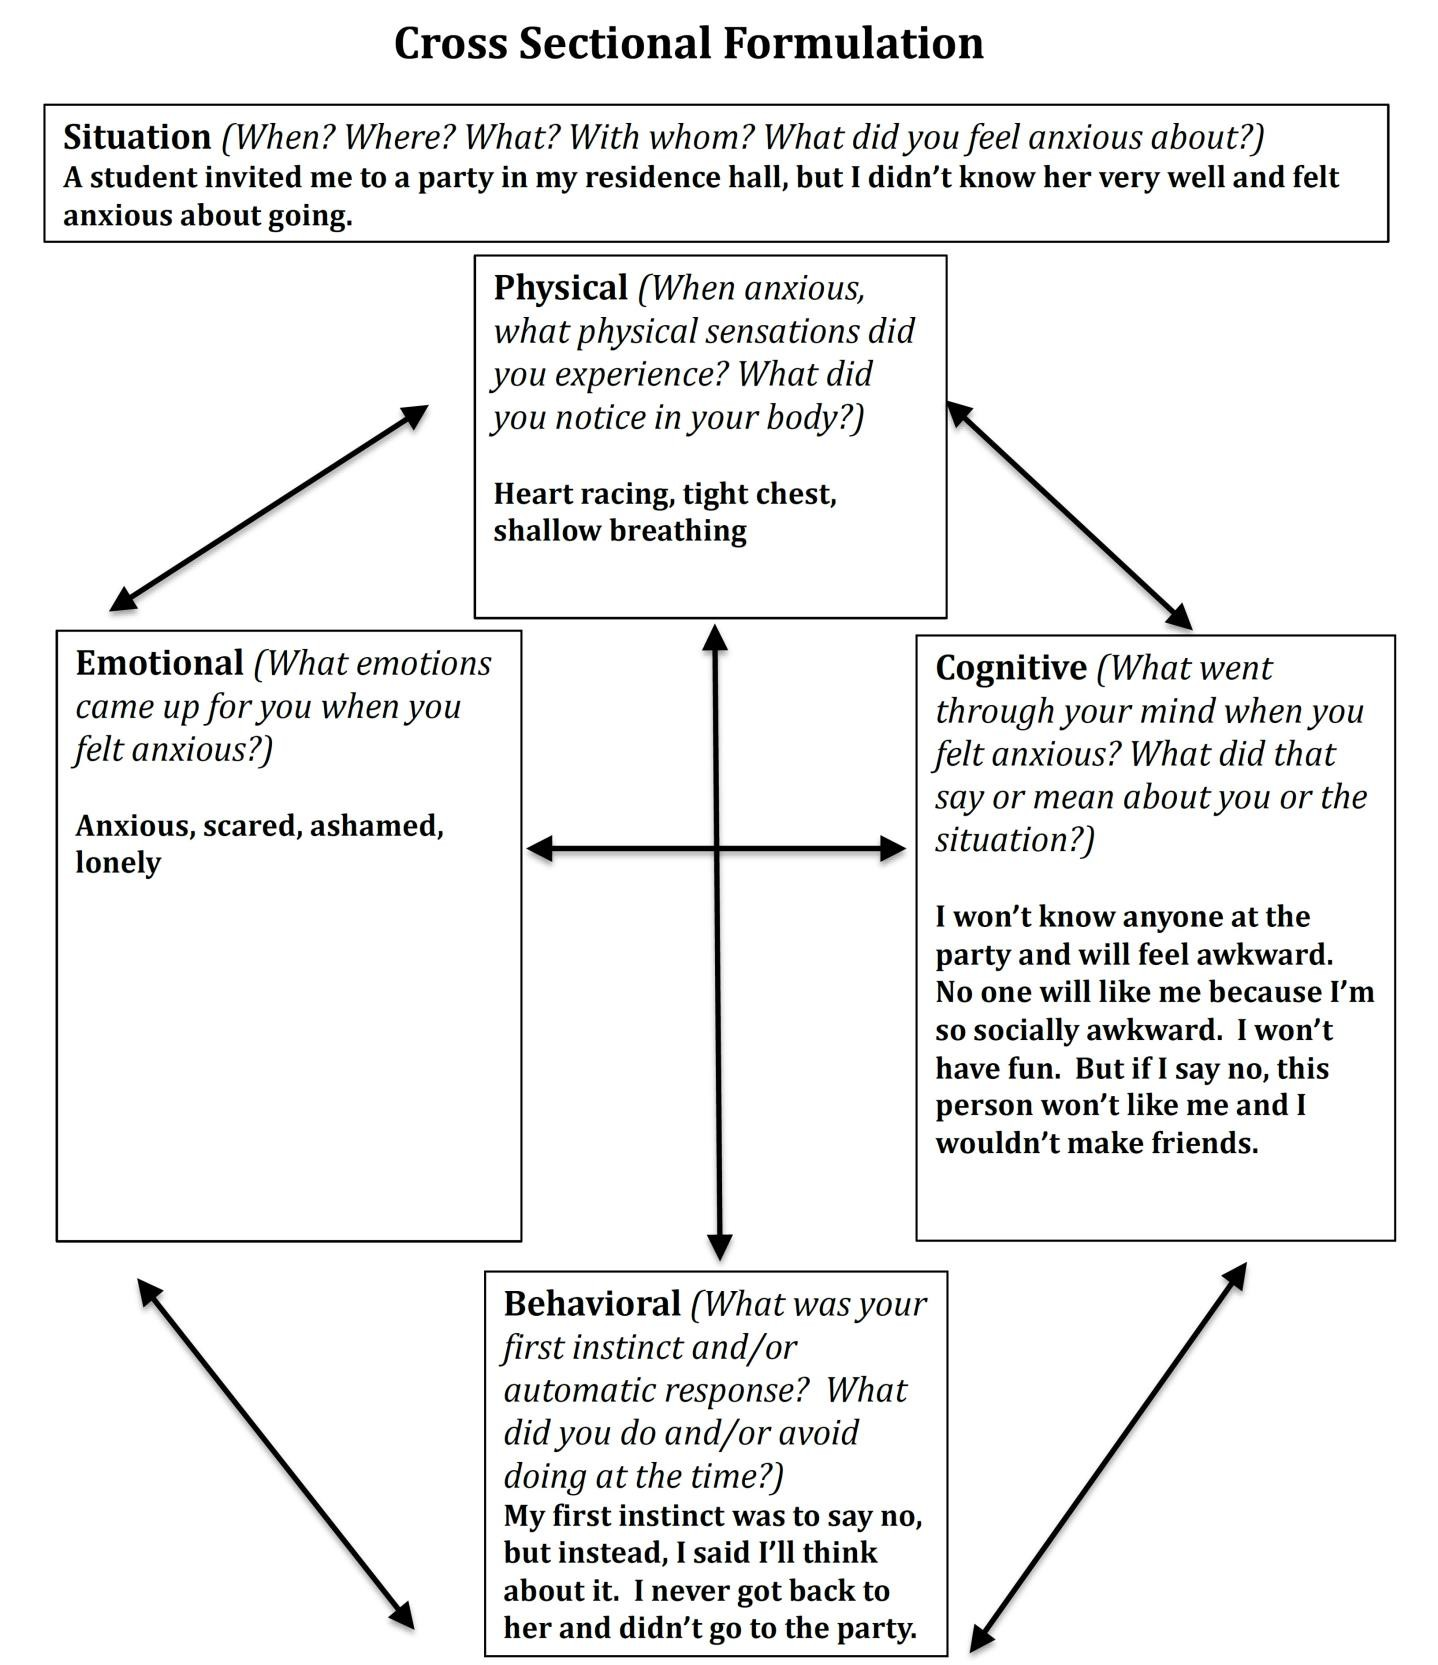 Cross Sectional Formulation
Situation (When? Where? What? With whom? What did you feel anxious about?)
A student invited me to a party in my residence hall, but I didn’t know her very well and felt
anxious about going.
Physical (When anxious,
what physical sensations did
you experience? What did
you notice in your body?)
Heart racing, tight chest,
shallow breathing
Emotional (What emotions
came up for you when you
felt anxious?)
Anxious, scared, ashamed,
lonely
Cognitive (What went
through your mind when you
felt anxious? What did that
say or mean about you or the
situation?)
I won’t know anyone at the
party and will feel awkward.
No one will like me because I’m
so socially awkward.  I won’t
have fun.  But if I say no, this
person won’t like me and I
wouldn’t make friends.
Behavioral (What was your
first instinct and/or
automatic response?  What
did you do and/or avoid
doing at the time?)
My first instinct was to say no,
but instead, I said I’ll think
about it.  I never got back to
her and didn’t go to the party.